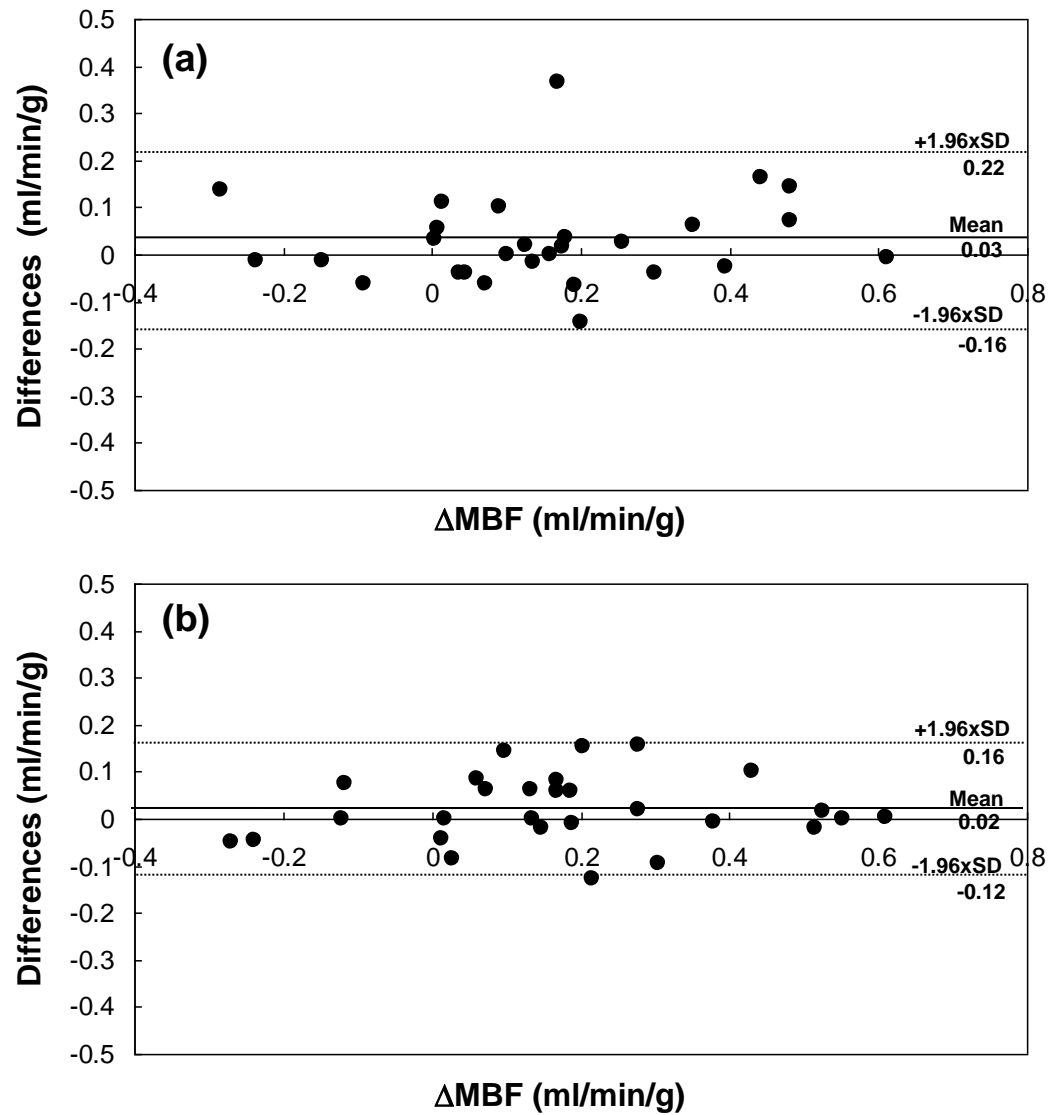 0.5
(a)
0.4
0.3
+1.96xSD
0.2
0.22
0.1
Mean
0
0.03
-0.4 -0.2 0 0.2 0.4 0.6 0.8
-0.1
-1.96xSD
-0.2
-0.16
-0.3
-0.4
-0.5
Differences (ml/min/g)
ΔMBF (ml/min/g)
0.5
(b)
0.4
0.3
+1.96xSD
0.2
0.16
0.1
Mean
0
0.02
-0.4 -0.2 0 0.2 0.4 0.6 0.8
-0.1
-1.96xSD
-0.12
-0.2
-0.3
-0.4
-0.5
Differences (ml/min/g)
ΔMBF (ml/min/g)